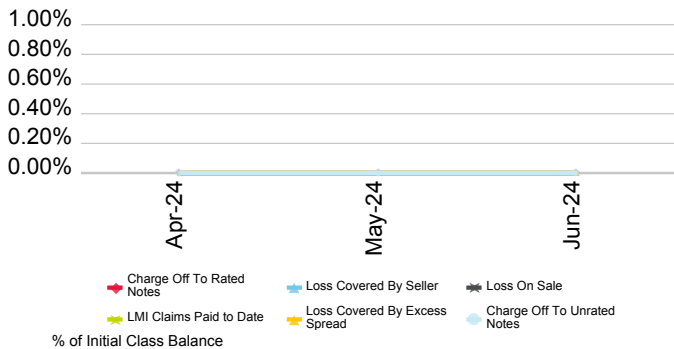 1.00%
0.80%
0.60%
0.40%
0.20%
0.00%
Apr-24
May-24
Jun-24
Charge Off To Rated
Notes
Loss Covered By Seller
Loss On Sale
LMI Claims Paid to Date
Loss Covered By Excess
Spread
Charge Off To Unrated
Notes
% of Initial Class Balance